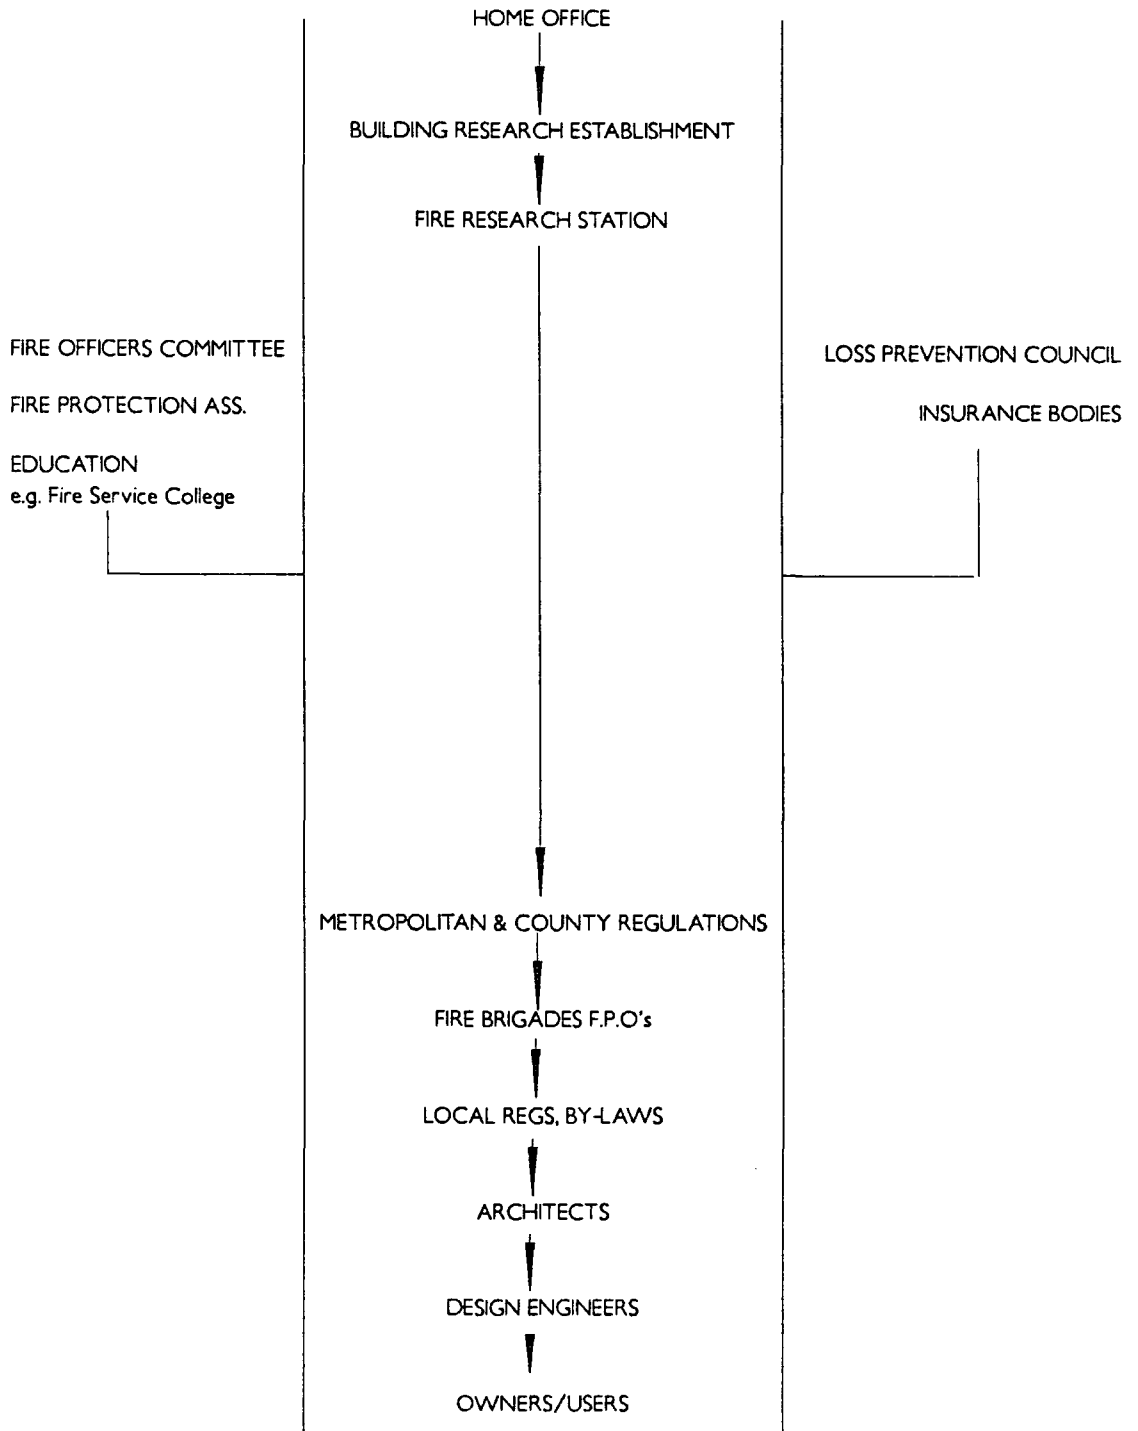 HOME OFFICE
BUILDING RESEARCH ESTABLISHMENT
FIRE RESEARCH STATION
FIRE OFFICERS COMMITTEE
FIRE PROTECTION ASS.
EDUCATION
e.g. Fire Service College
LOSS PREVENTION COUNCIL
INSURANCE BODIES
METROPOLITAN & COUNTY REGULATIONS
FIRE BRIGADES F.P.O's
LOCAL REGS, BY-LAWS
ARCHITECTS
DESIGN ENGINEERS
OWNERS/USERS